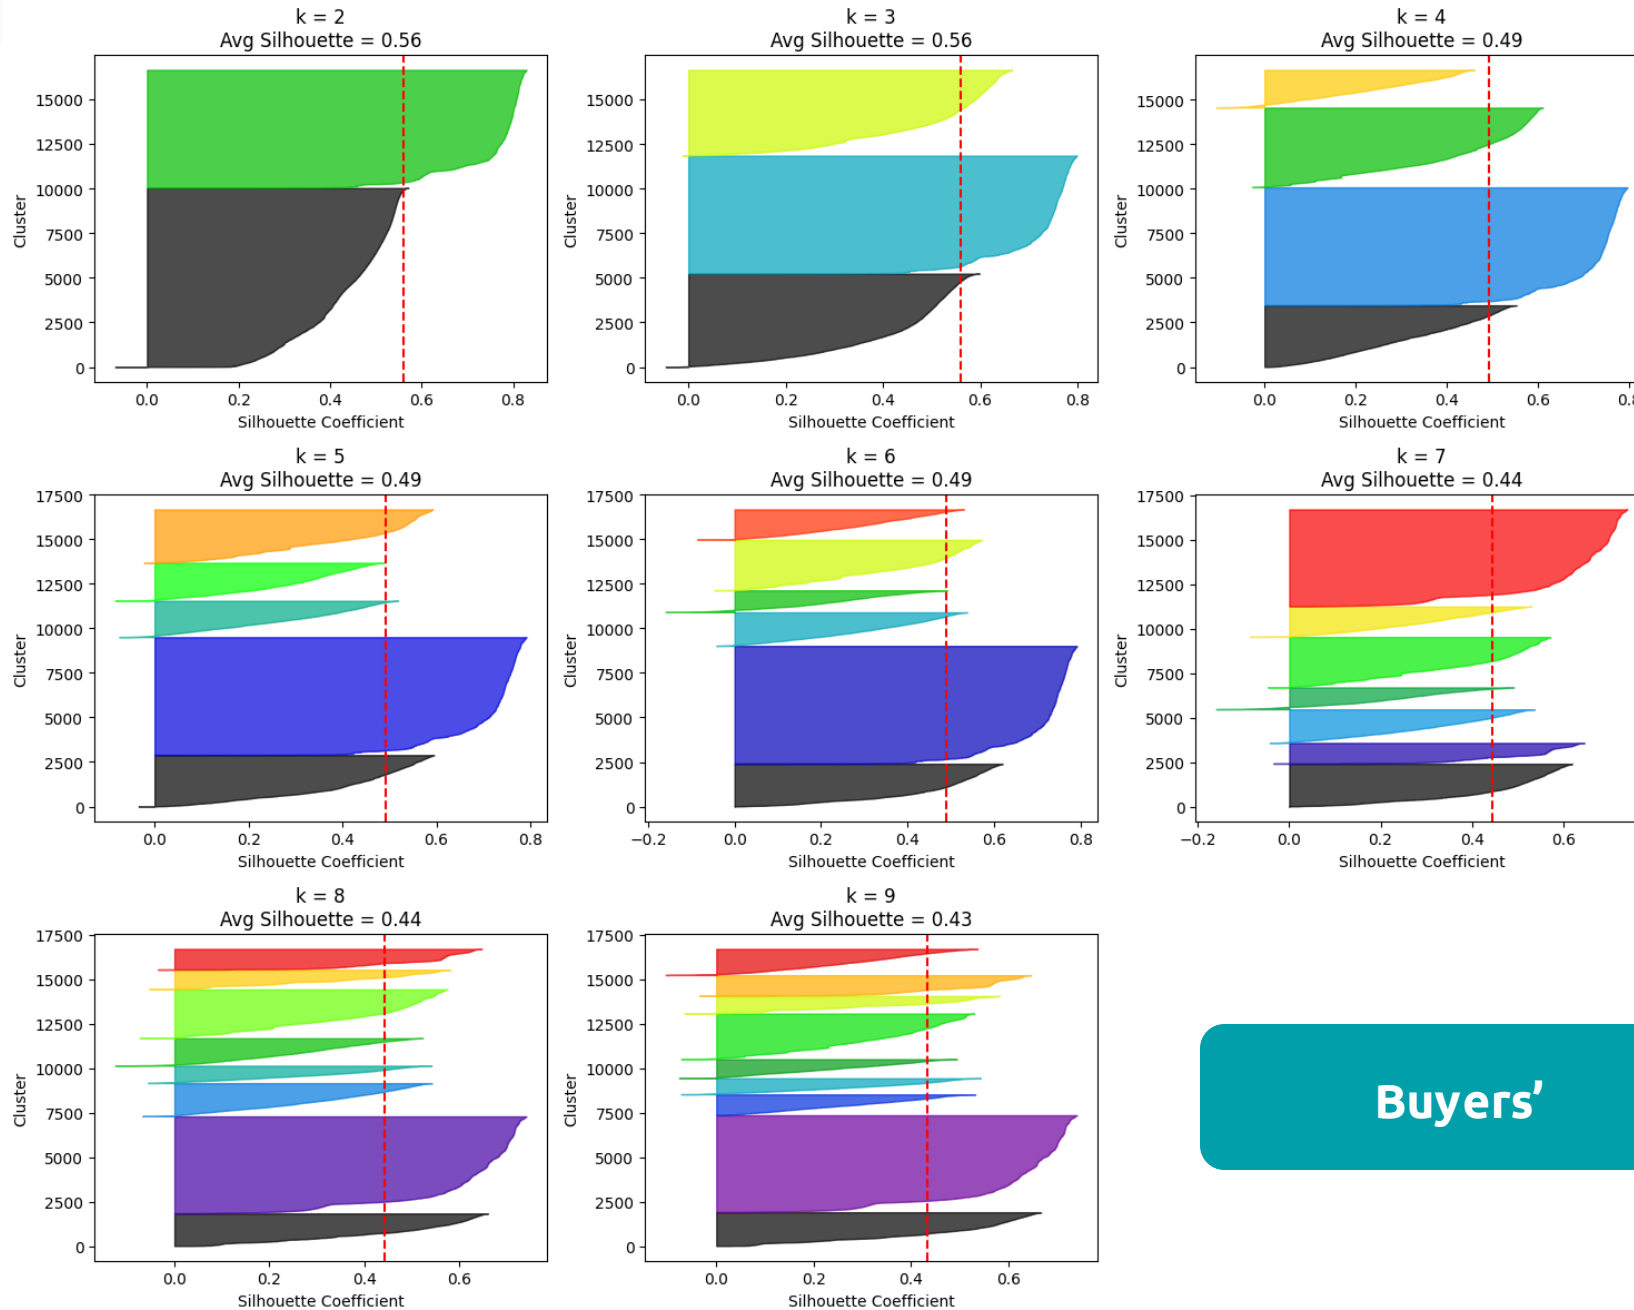 k = 2
Avg Silhouette = 0.56
15000
12500
10000
7500
5000
2500
0
Cluster
0.0 0.2 0.4 0.6 0.8
Silhouette Coefficient
k = 3
Avg Silhouette = 0.56
15000
12500
10000
7500
5000
2500
0
Cluster
0.0 0.2 0.4 0.6 0.8
Silhouette Coefficient
k = 4
Avg Silhouette = 0.49
15000
12500
10000
7500
5000
2500
0
Cluster
0.0 0.2 0.4 0.6
Silhouette Coefficient
k = 5
Avg Silhouette = 0.49
17500
15000
12500
10000
7500
5000
2500
0
Cluster
0.0 0.2 0.4 0.6 0.8
Silhouette Coefficient
k = 6
Avg Silhouette = 0.49
17500
15000
12500
10000
7500
5000
2500
0
Cluster
−0.2 0.0 0.2 0.4 0.6 0.8
Silhouette Coefficient
k = 7
Avg Silhouette = 0.44
17500
15000
12500
10000
7500
5000
2500
0
Cluster
−0.2 0.0 0.2 0.4 0.6
Silhouette Coefficient
k = 8
Avg Silhouette = 0.44
17500
15000
12500
10000
7500
5000
2500
0
Cluster
0.0 0.2 0.4 0.6
Silhouette Coefficient
k = 9
Avg Silhouette = 0.43
17500
15000
12500
10000
7500
5000
2500
0
Cluster
0.0 0.2 0.4 0.6
Silhouette Coefficient
Buyers’